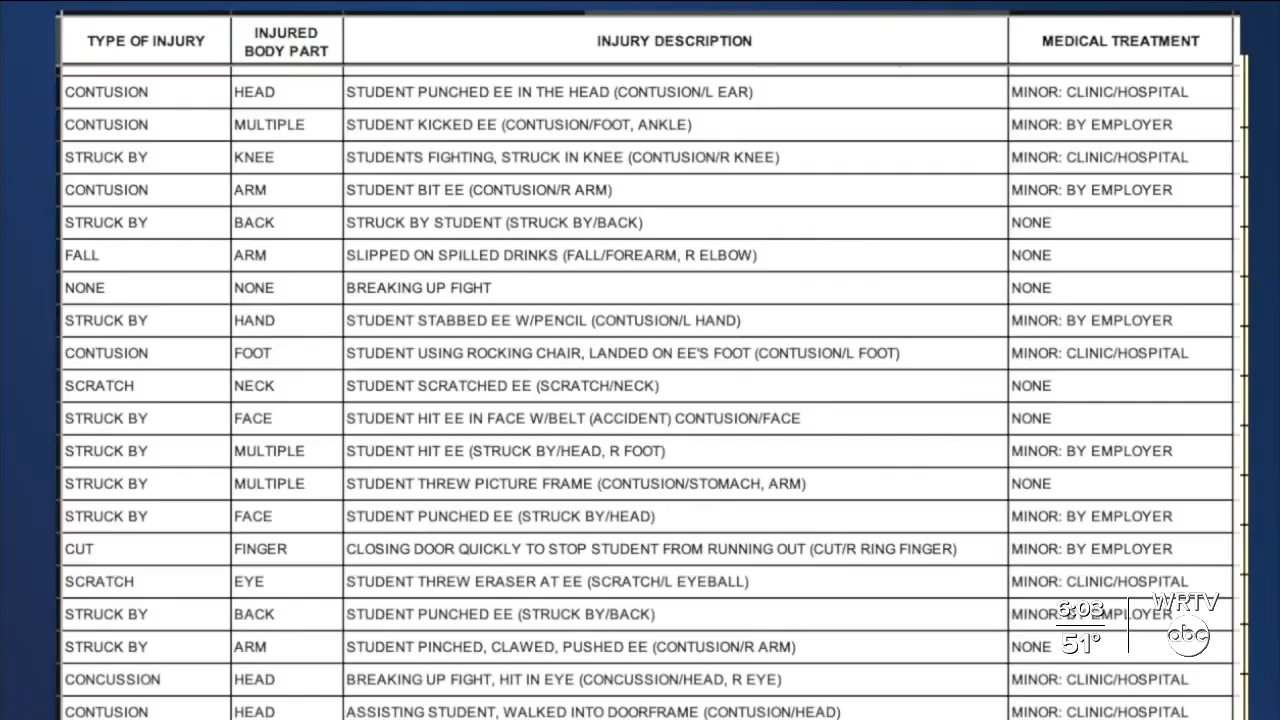 TYPE OF INJURY INJURED BODY PART INJURY DESCRIPTION MEDICAL TREATMENT
CONTUSION HEAD STUDENT PUNCHED EE IN THE HEAD (CONTUSION/L EAR) MINOR: CLINIC/HOSPITAL
CONTUSION MULTIPLE STUDENT KICKED EE (CONTUSION/FOOT, ANKLE) MINOR: BY EMPLOYER
STRUCK BY KNEE STUDENTS FIGHTING, STRUCK IN KNEE (CONTUSION/R KNEE) MINOR: CLINIC/HOSPITAL
CONTUSION ARM STUDENT BIT EE (CONTUSION/R ARM) MINOR: BY EMPLOYER
STRUCK BY BACK STRUCK BY STUDENT (STRUCK BY/BACK) NONE
FALL ARM SLIPPED ON SPILLED DRINKS (FALL/FOREARM, R ELBOW) NONE
NONE NONE BREAKING UP FIGHT NONE
STRUCK BY HAND STUDENT STABBED EE W/PENCIL (CONTUSION/L HAND) MINOR: BY EMPLOYER
CONTUSION FOOT STUDENT USING ROCKING CHAIR, LANDED ON EE'S FOOT (CONTUSION/L FOOT) MINOR: CLINIC/HOSPITAL
SCRATCH NECK STUDENT SCRATCHED EE (SCRATCH/NECK) NONE
STRUCK BY FACE STUDENT HIT EE IN FACE W/BELT (ACCIDENT) CONTUSION/FACE NONE
STRUCK BY MULTIPLE STUDENT HIT EE (STRUCK BY/HEAD, R FOOT) MINOR: BY EMPLOYER
STRUCK BY MULTIPLE STUDENT THREW PICTURE FRAME (CONTUSION/STOMACH, ARM) NONE
STRUCK BY FACE STUDENT PUNCHED EE (STRUCK BY/HEAD) MINOR: BY EMPLOYER
CUT FINGER CLOSING DOOR QUICKLY TO STOP STUDENT FROM RUNNING OUT (CUT/R RING FINGER) MINOR: BY EMPLOYER
SCRATCH EYE STUDENT THREW ERASER AT EE (SCRATCH/L EYEBALL) MINOR: CLINIC/HOSPITAL
STRUCK BY BACK STUDENT PUNCHED EE (STRUCK BY/BACK) MINOR: BY EMPLOYER
STRUCK BY ARM STUDENT PINCHED, CLAWED, PUSHED EE (CONTUSION/R ARM) NONE
CONCUSSION HEAD BREAKING UP FIGHT, HIT IN EYE (CONCUSSION/HEAD, R EYE) MINOR: CLINIC/HOSPITAL
CONTUSION HEAD ASSISTING STUDENT, WALKED INTO DOORFRAME (CONTUSION/HEAD) MINOR: CLINIC/HOSPITAL
6:03 WRTV
51° abc